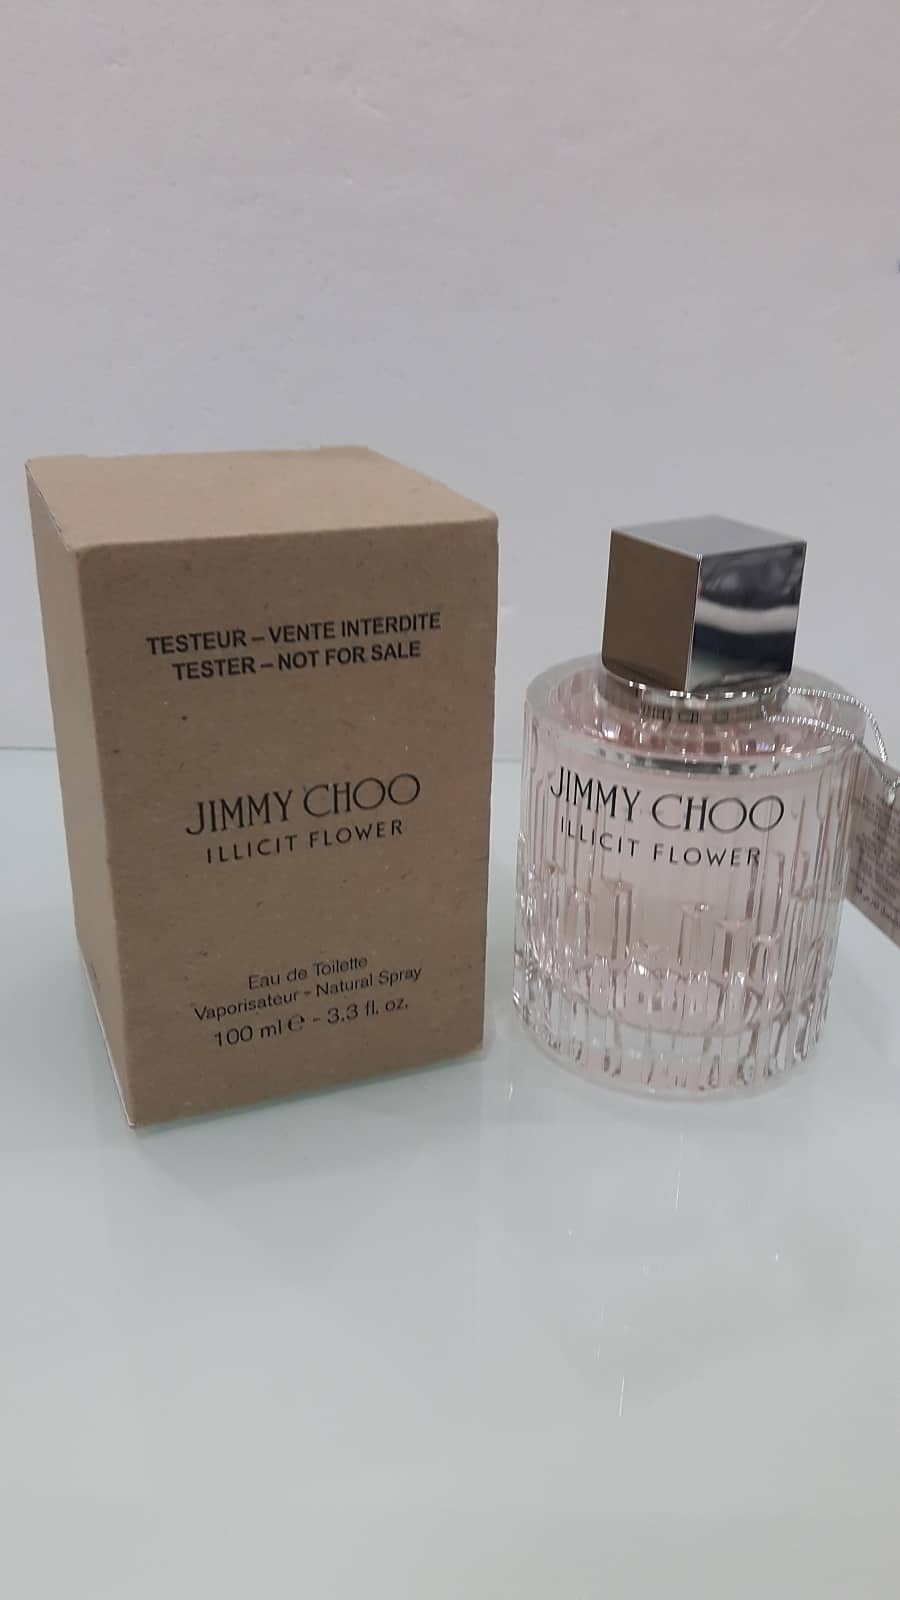 TESTEUR – VENTE INTERDITE
TESTER – NOT FOR SALE
JIMMY CHOO
ILLICIT FLOWER
Eau de Toilette
Vaporisateur - Natural Spray
100 ml ℮ - 3.3 fl. oz.
JIMMY CHOO
ILLICIT FLOWER